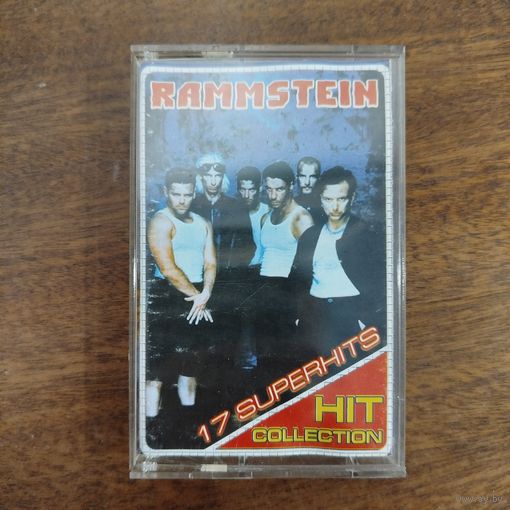 RAMMSTEIN
17 SUPERHITS
HIT
COLLECTION